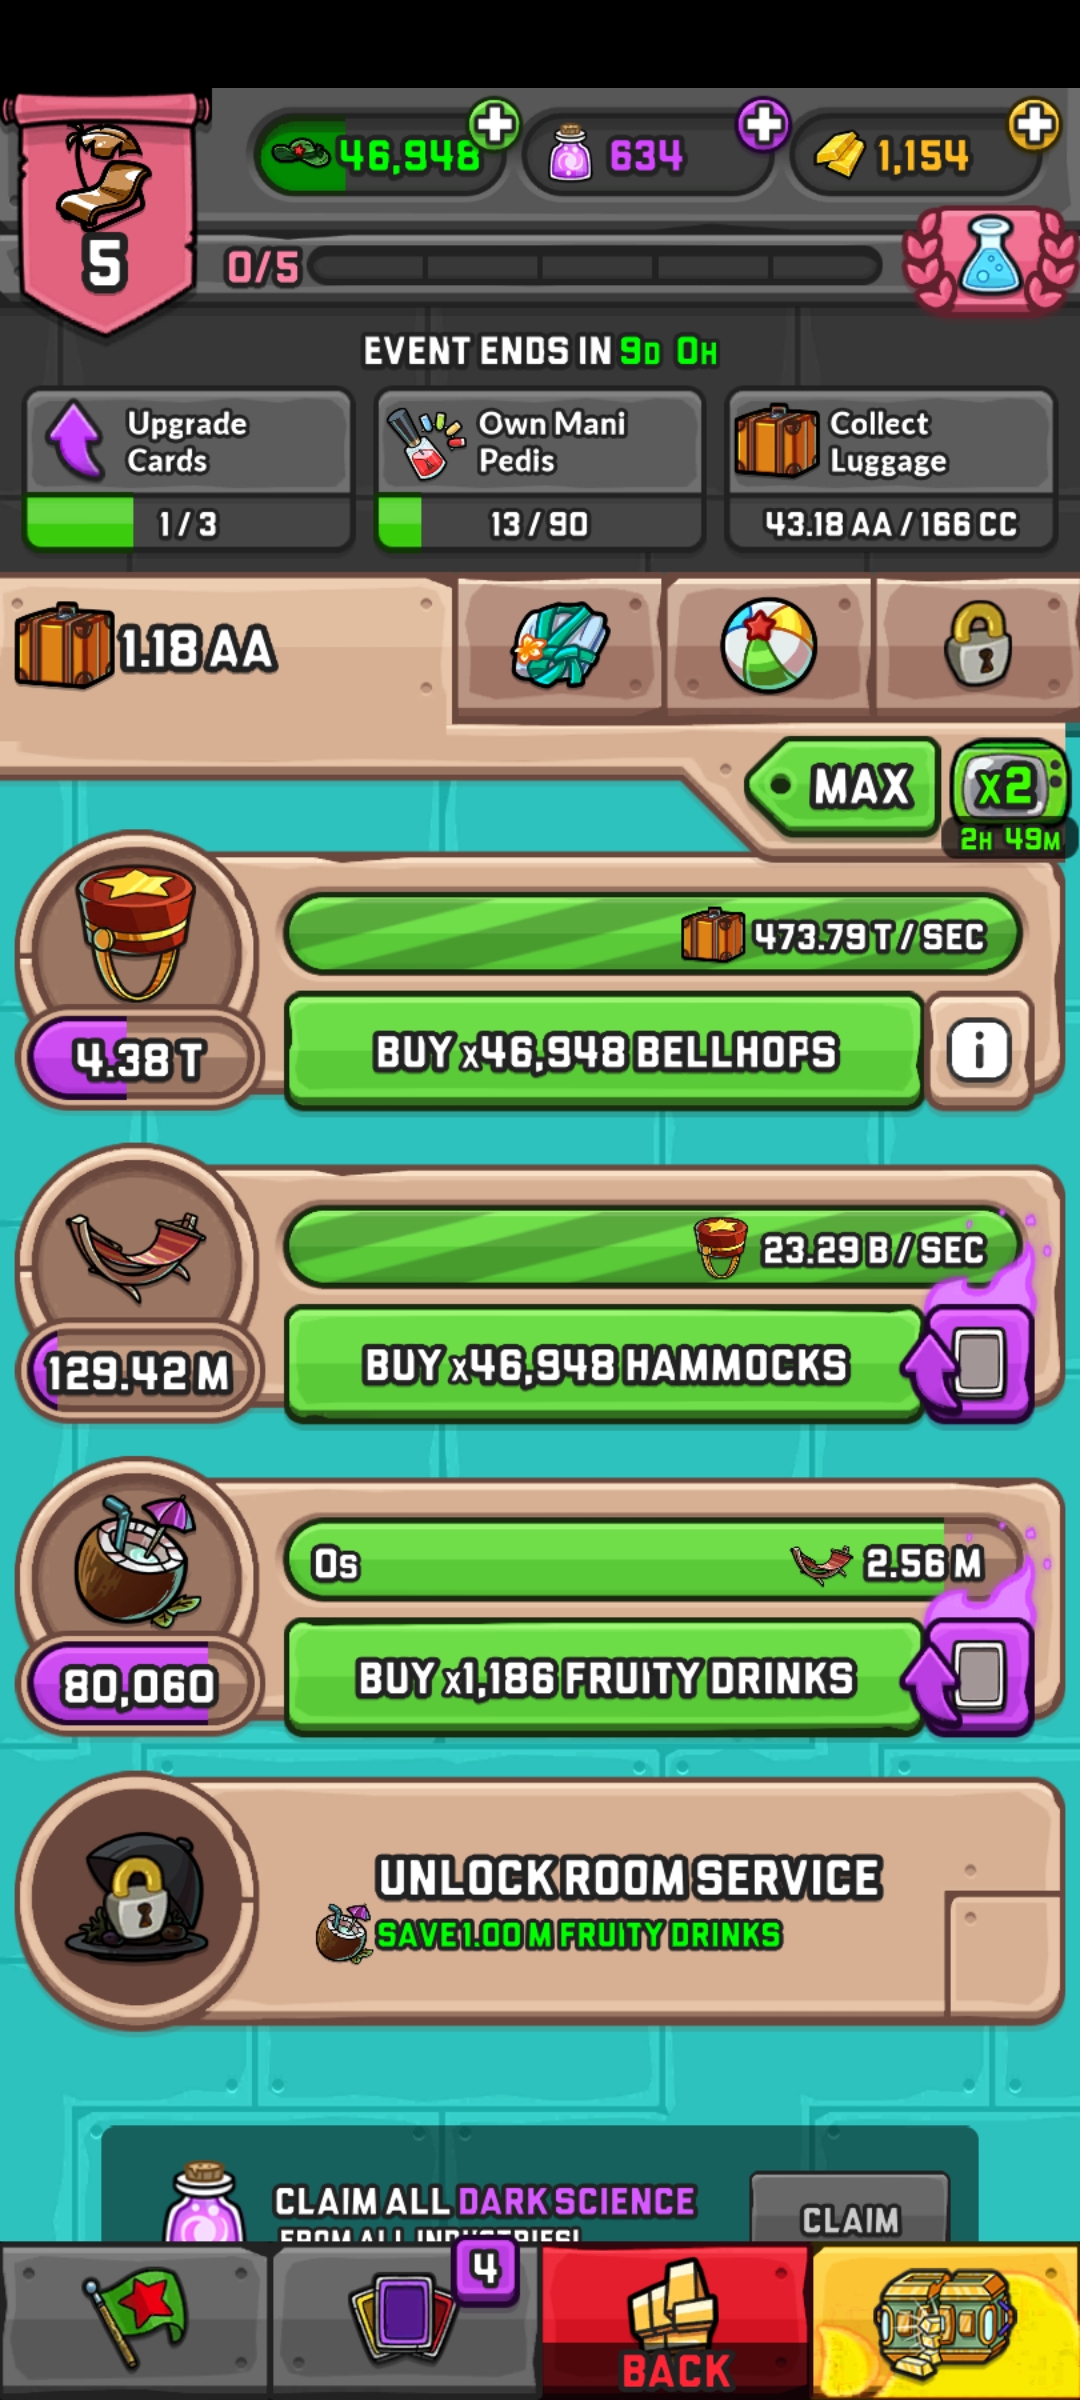 46,948
634
1,154
5
0/5
EVENT ENDS IN 9D 0H
Upgrade Cards
Own Mani Pedis
Collect Luggage
1 / 3
13 / 90
43.18 AA / 166 CC
1.18 AA
MAX
x2
2H 49M
473.79 T / SEC
4.38 T
BUY x46,948 BELLHOPS
i
23.29 B / SEC
129.42 M
BUY x46,948 HAMMOCKS
0s
2.56 M
80,060
BUY x1,186 FRUITY DRINKS
UNLOCK ROOM SERVICE
SAVE 1.00 M FRUITY DRINKS
CLAIM ALL DARK SCIENCE
FROM ALL INDUSTRIES!
CLAIM
4
BACK